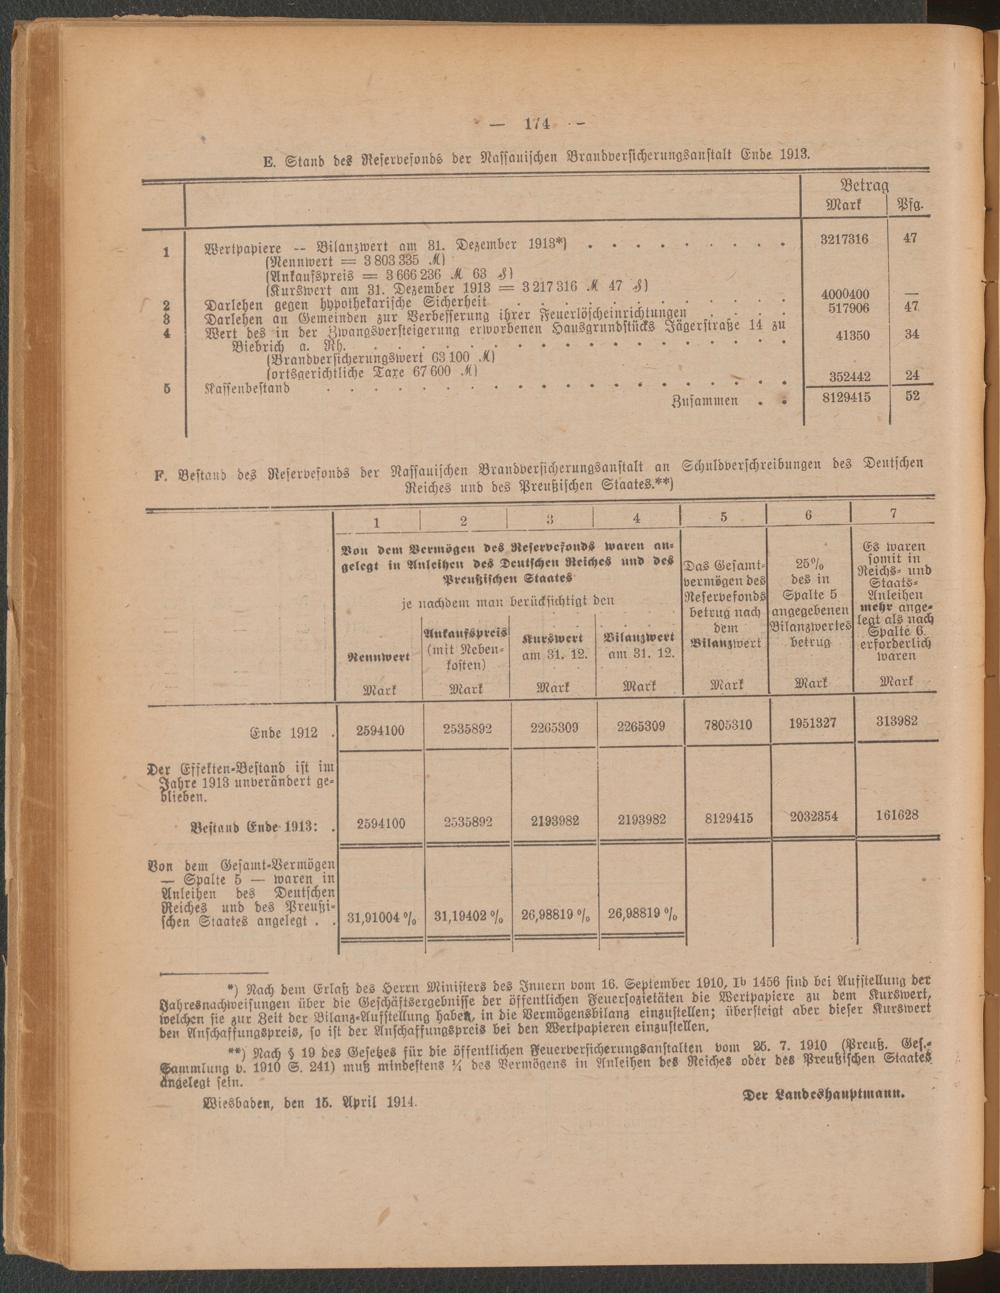 — 174 —
E. Stand des Reservefonds der Nassauischen Brandversicherungsanstalt Ende 1913.
Betrag
Mark Pfg.
1 Wertpapiere -- Bilanzwert am 31. Dezember 1913*) . . . . . . . . . 3217316 47
(Nennwert = 3 803 335 ℳ)
(Ankaufspreis = 3 666 236 ℳ 63 ₰)
(Kurswert am 31. Dezember 1913 = 3 217 316 ℳ 47 ₰)
2 Darlehen gegen hypothekarische Sicherheit . . . . . . . . . . . 4000400 —
3 Darlehen an Gemeinden zur Verbesserung ihrer Feuerlöscheinrichtungen . . . . 517906 47
4 Wert des in der Zwangsversteigerung erworbenen Hausgrundstücks Jägerstraße 14 zu
Biebrich a. Rh. . . . . . . . . . . . . . . . . 41350 34
(Brandversicherungswert 63 100 ℳ)
(ortsgerichtliche Taxe 67 600 ℳ)
5 Kassenbestand . . . . . . . . . . . . . . . . . 352442 24
Zusammen . . 8129415 52
F. Bestand des Reservefonds der Nassauischen Brandversicherungsanstalt an Schuldverschreibungen des Deutschen
Reiches und des Preußischen Staates.**)
1 2 3 4 5 6 7
Von dem Vermögen des Reservefonds waren an-
gelegt in Anleihen des Deutschen Reiches und des
Preußischen Staates
je nachdem man berücksichtigt den
Nennwert
Mark
Ankaufspreis
(mit Neben-
kosten)
Mark
Kurswert
am 31. 12.
Mark
Bilanzwert
am 31. 12.
Mark
Das Gesamt-
vermögen des
Reservefonds
betrug nach
dem
Bilanzwert
Mark
25%
des in
Spalte 5
angegebenen
Bilanzwertes
betrug
Mark
Es waren
somit in
Reichs- und
Staats-
Anleihen
mehr ange-
legt als nach
Spalte 6
erforderlich
waren
Mark
Ende 1912 . 2594100 2535892 2265309 2265309 7805310 1951327 313982
Der Effekten-Bestand ist im
Jahre 1913 unverändert ge-
blieben.
Bestand Ende 1913: . 2594100 2535892 2193982 2193982 8129415 2032354 161628
Von dem Gesamt-Vermögen
— Spalte 5 — waren in
Anleihen des Deutschen
Reiches und des Preußi-
schen Staates angelegt . . 31,91004 % 31,19402 % 26,98819 % 26,98819 %
*) Nach dem Erlaß des Herrn Ministers des Innern vom 16. September 1910, Ib 1456 sind bei Aufstellung der
Jahresnachweisungen über die Geschäftsergebnisse der öffentlichen Feuersozietäten die Wertpapiere zu dem Kurswert,
welchen sie zur Zeit der Bilanz-Aufstellung haben, in die Vermögensbilanz einzustellen; übersteigt aber dieser Kurswert
den Anschaffungspreis, so ist der Anschaffungspreis bei den Wertpapieren einzustellen.
**) Nach § 19 des Gesetzes für die öffentlichen Feuerversicherungsanstalten vom 25. 7. 1910 (Preuß. Ges.-
Sammlung v. 1910 S. 241) muß mindestens ¼ des Vermögens in Anleihen des Reiches oder des Preußischen Staates
angelegt sein.
Wiesbaden, den 15. April 1914.
Der Landeshauptmann.